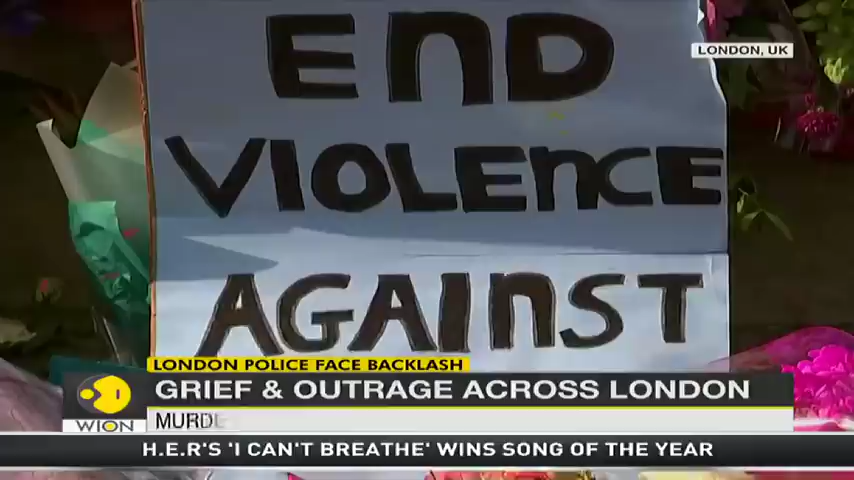 END
LONDON, UK
VIOLENCE
AGAINST
LONDON POLICE FACE BACKLASH
GRIEF & OUTRAGE ACROSS LONDON
WION
H.E.R'S 'I CAN'T BREATHE' WINS SONG OF THE YEAR